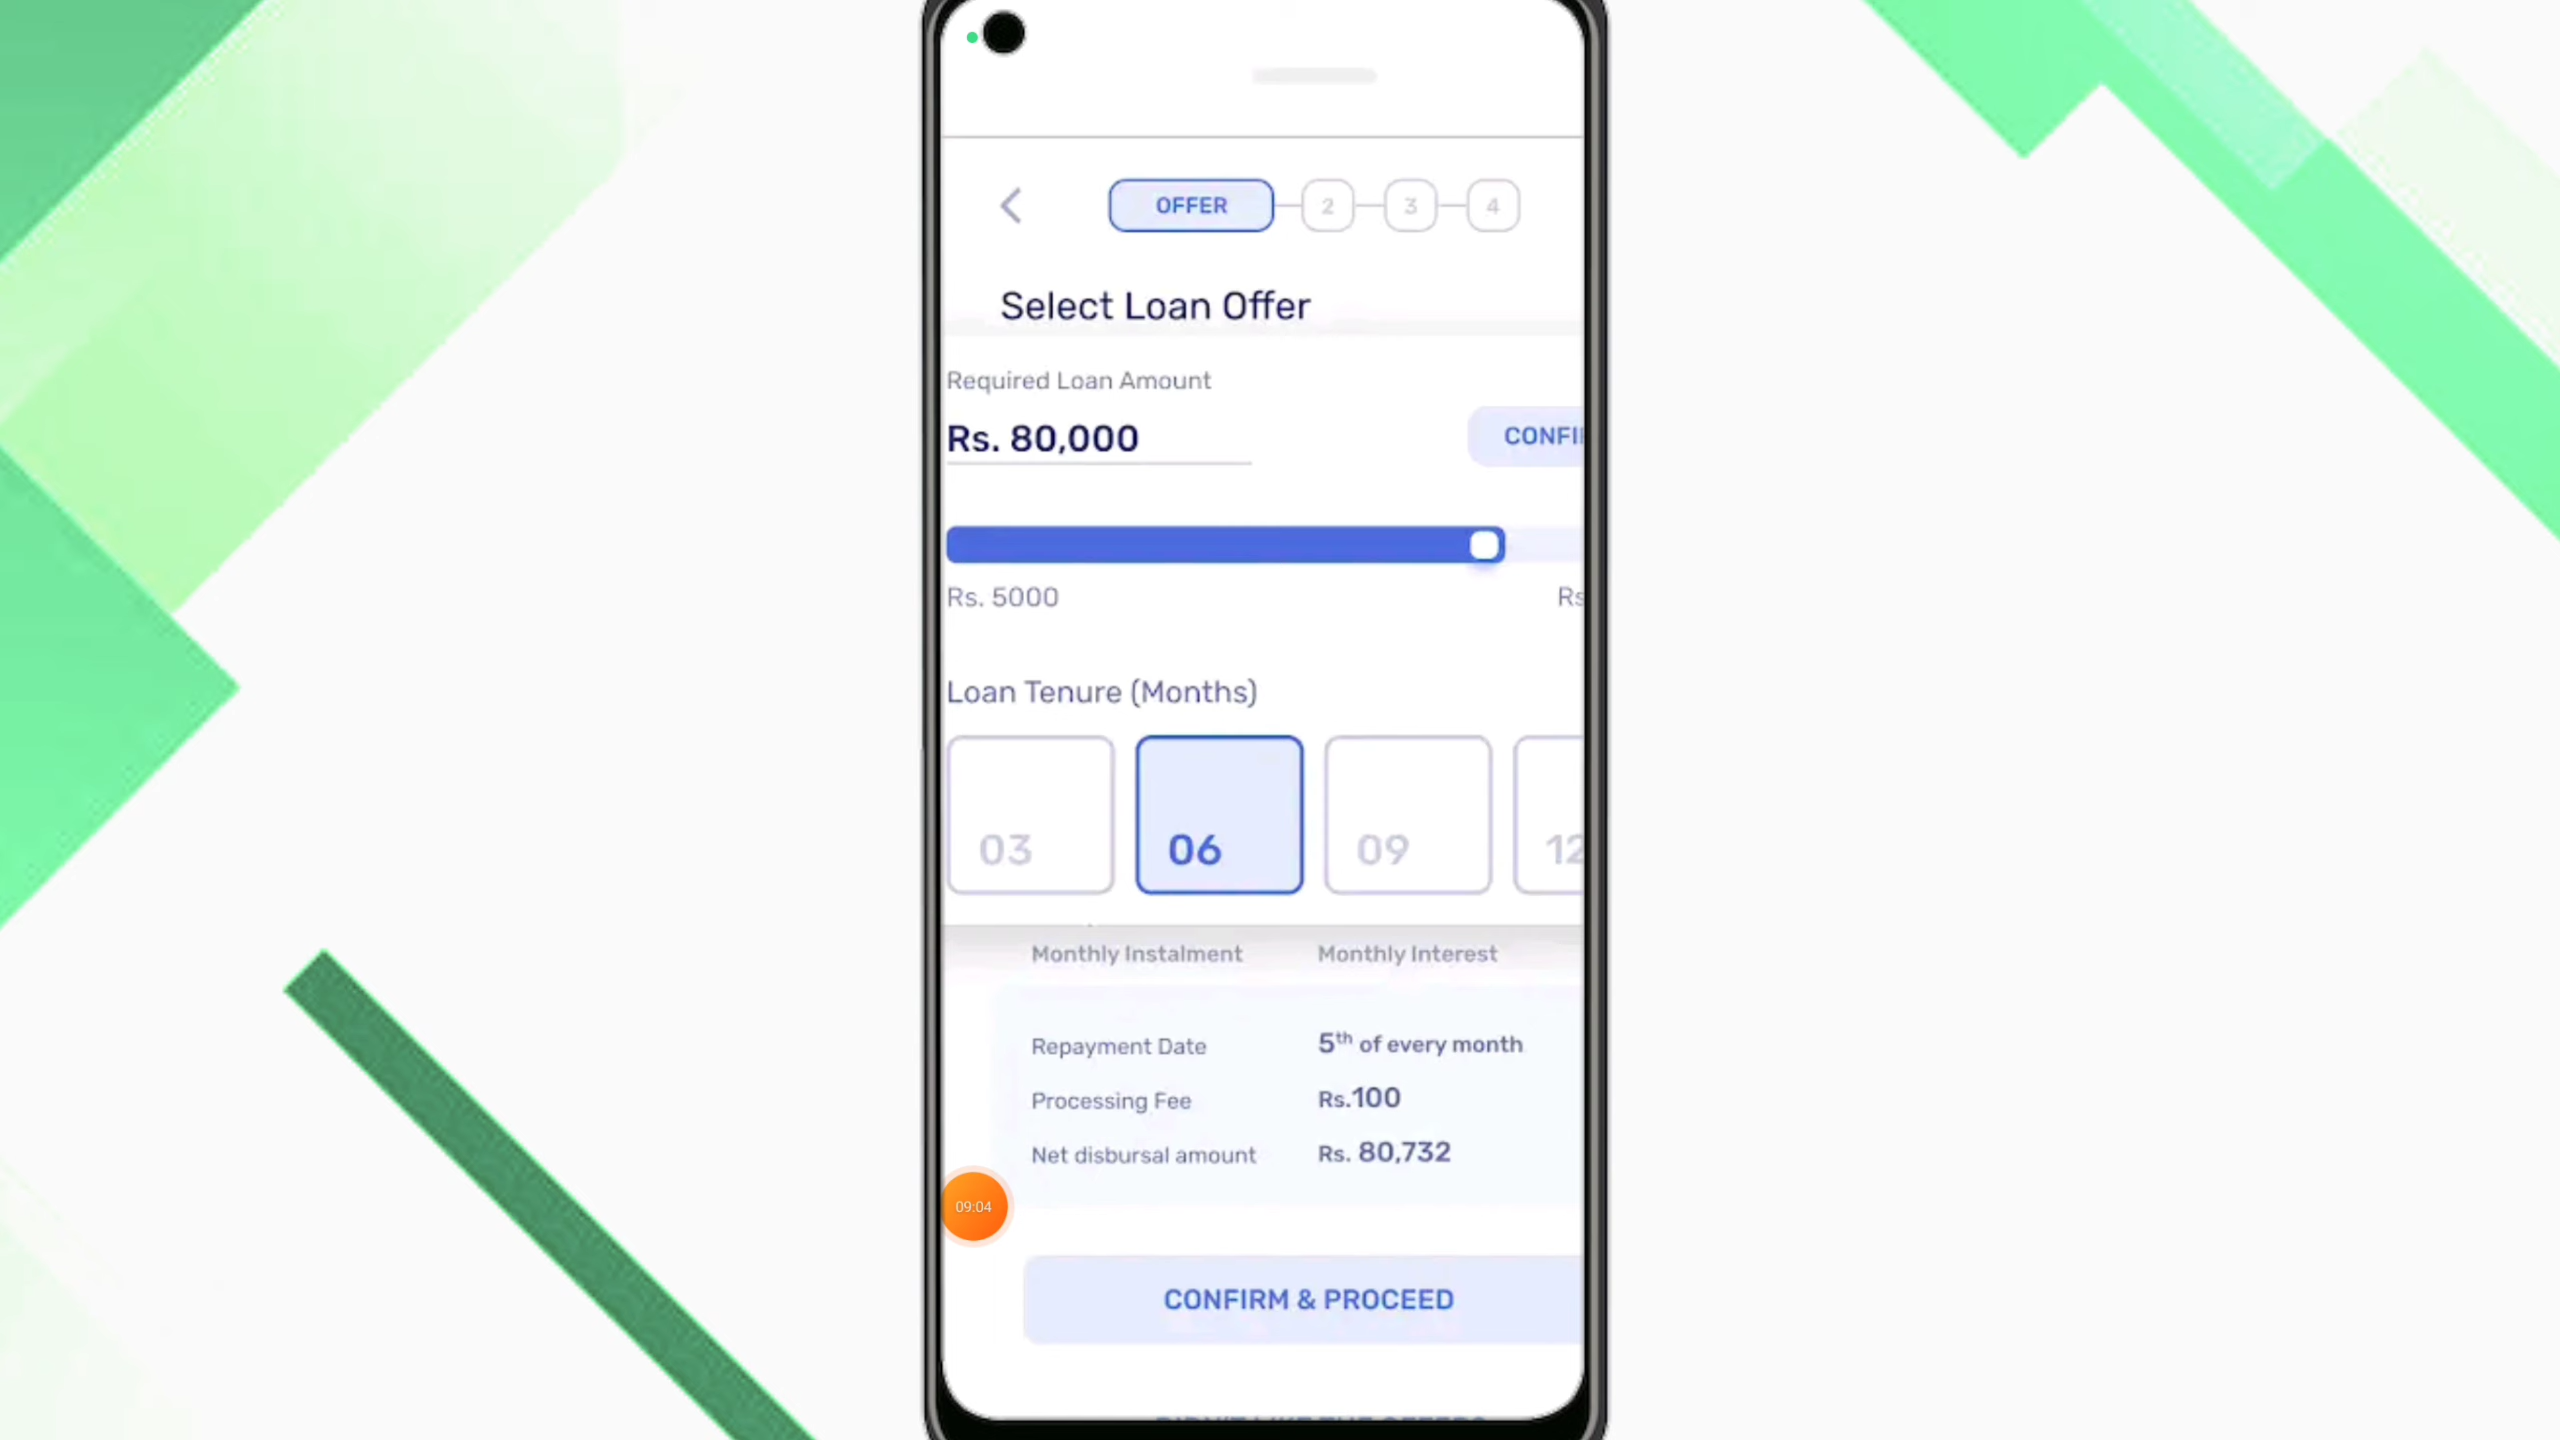 OFFER 2 3 4
Select Loan Offer
Required Loan Amount
Rs. 80,000
CONFI
Rs. 5000
Rs
Loan Tenure (Months)
03 06 09 12
Monthly Instalment Monthly Interest
Repayment Date 5th of every month
Processing Fee Rs.100
Net disbursal amount Rs. 80,732
09:04
CONFIRM & PROCEED